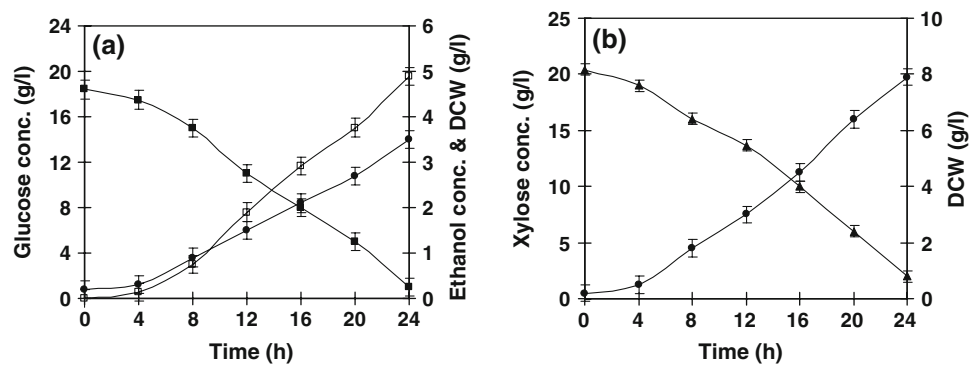 (a)
Glucose conc. (g/l)
24
20
16
12
8
4
0
6
5
4
3
2
1
0
Ethanol conc. & DCW (g/l)
0 4 8 12 16 20 24
Time (h)
(b)
Xylose conc. (g/l)
25
20
15
10
5
0
10
8
6
4
2
0
DCW (g/l)
0 4 8 12 16 20 24
Time (h)